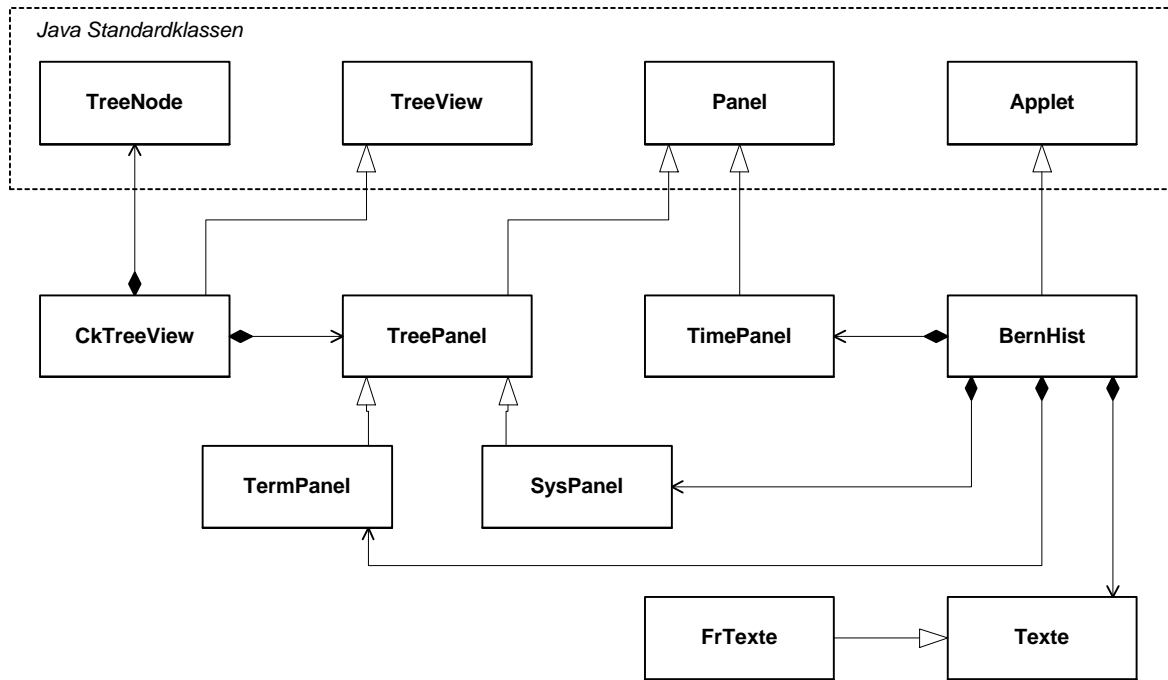 Java Standardklassen
TreeNode
TreeView
Panel
Applet
CkTreeView
TreePanel
TimePanel
BernHist
TermPanel
SysPanel
FrTexte
Texte